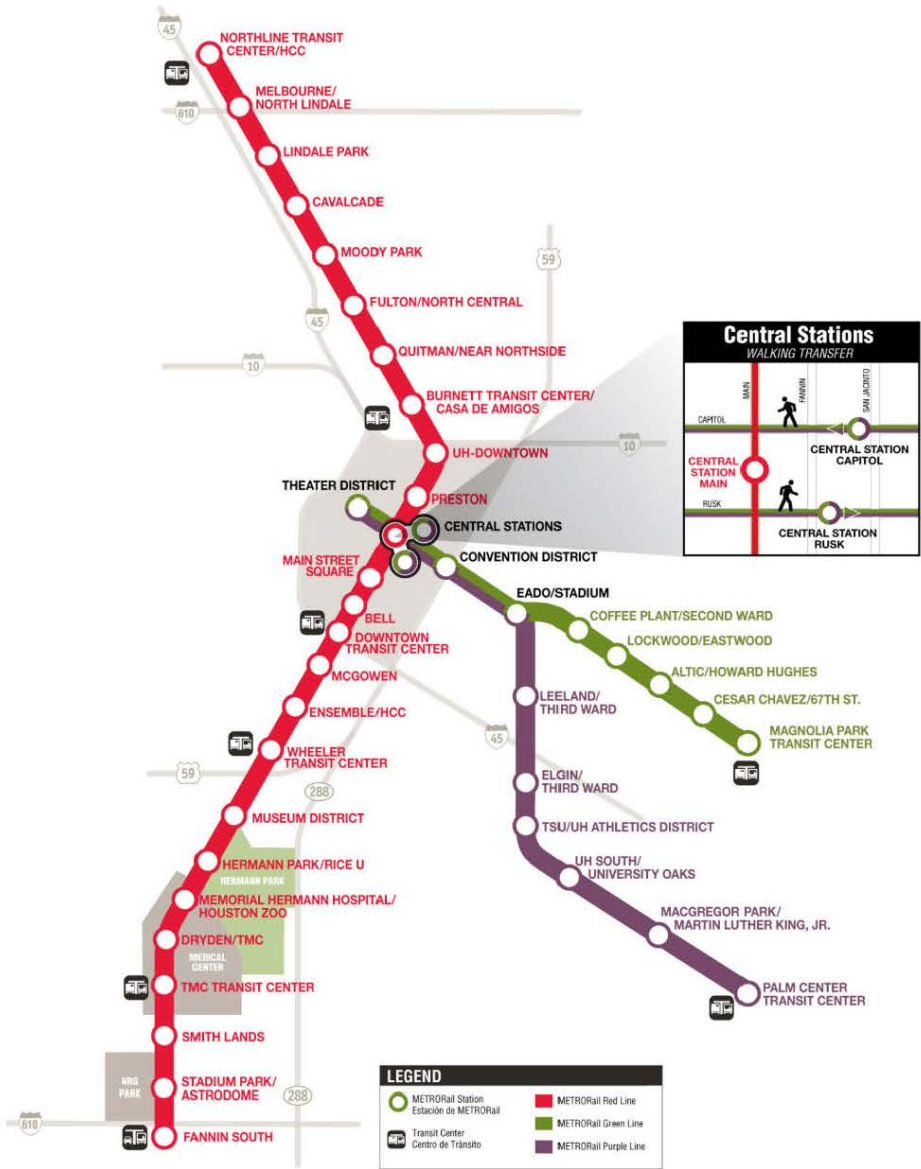 45
NORTHLINE TRANSIT
CENTER/HCC
MELBOURNE/
NORTH LINDALE
610
LINDALE PARK
CAVALCADE
MOODY PARK
59
FULTON/NORTH CENTRAL
45
QUITMAN/NEAR NORTHSIDE
10
BURNETT TRANSIT CENTER/
CASA DE AMIGOS
UH-DOWNTOWN
10
THEATER DISTRICT
PRESTON
CENTRAL STATIONS
CONVENTION DISTRICT
MAIN STREET
SQUARE
EADO/STADIUM
BELL
COFFEE PLANT/SECOND WARD
DOWNTOWN
TRANSIT CENTER
LOCKWOOD/EASTWOOD
MCGOWEN
ALTIC/HOWARD HUGHES
LEELAND/
THIRD WARD
CESAR CHAVEZ/67TH ST.
ENSEMBLE/HCC
MAGNOLIA PARK
TRANSIT CENTER
45
WHEELER
TRANSIT CENTER
59
288
ELGIN/
THIRD WARD
MUSEUM DISTRICT
TSU/UH ATHLETICS DISTRICT
HERMANN PARK/RICE U
UH SOUTH/
UNIVERSITY OAKS
HERMANN PARK
MEMORIAL HERMANN HOSPITAL/
HOUSTON ZOO
MACGREGOR PARK/
MARTIN LUTHER KING, JR.
DRYDEN/TMC
MEDICAL
CENTER
TMC TRANSIT CENTER
PALM CENTER
TRANSIT CENTER
SMITH LANDS
NRG
PARK
STADIUM PARK/
ASTRODOME
288
610
FANNIN SOUTH
Central Stations
WALKING TRANSFER
MAIN
FANNIN
SAN JACINTO
CAPITOL
CENTRAL STATION
CAPITOL
CENTRAL
STATION
MAIN
RUSK
CENTRAL STATION
RUSK
LEGEND
METRORail Station
Estación de METRORail
Transit Center
Centro de Tránsito
METRORail Red Line
METRORail Green Line
METRORail Purple Line